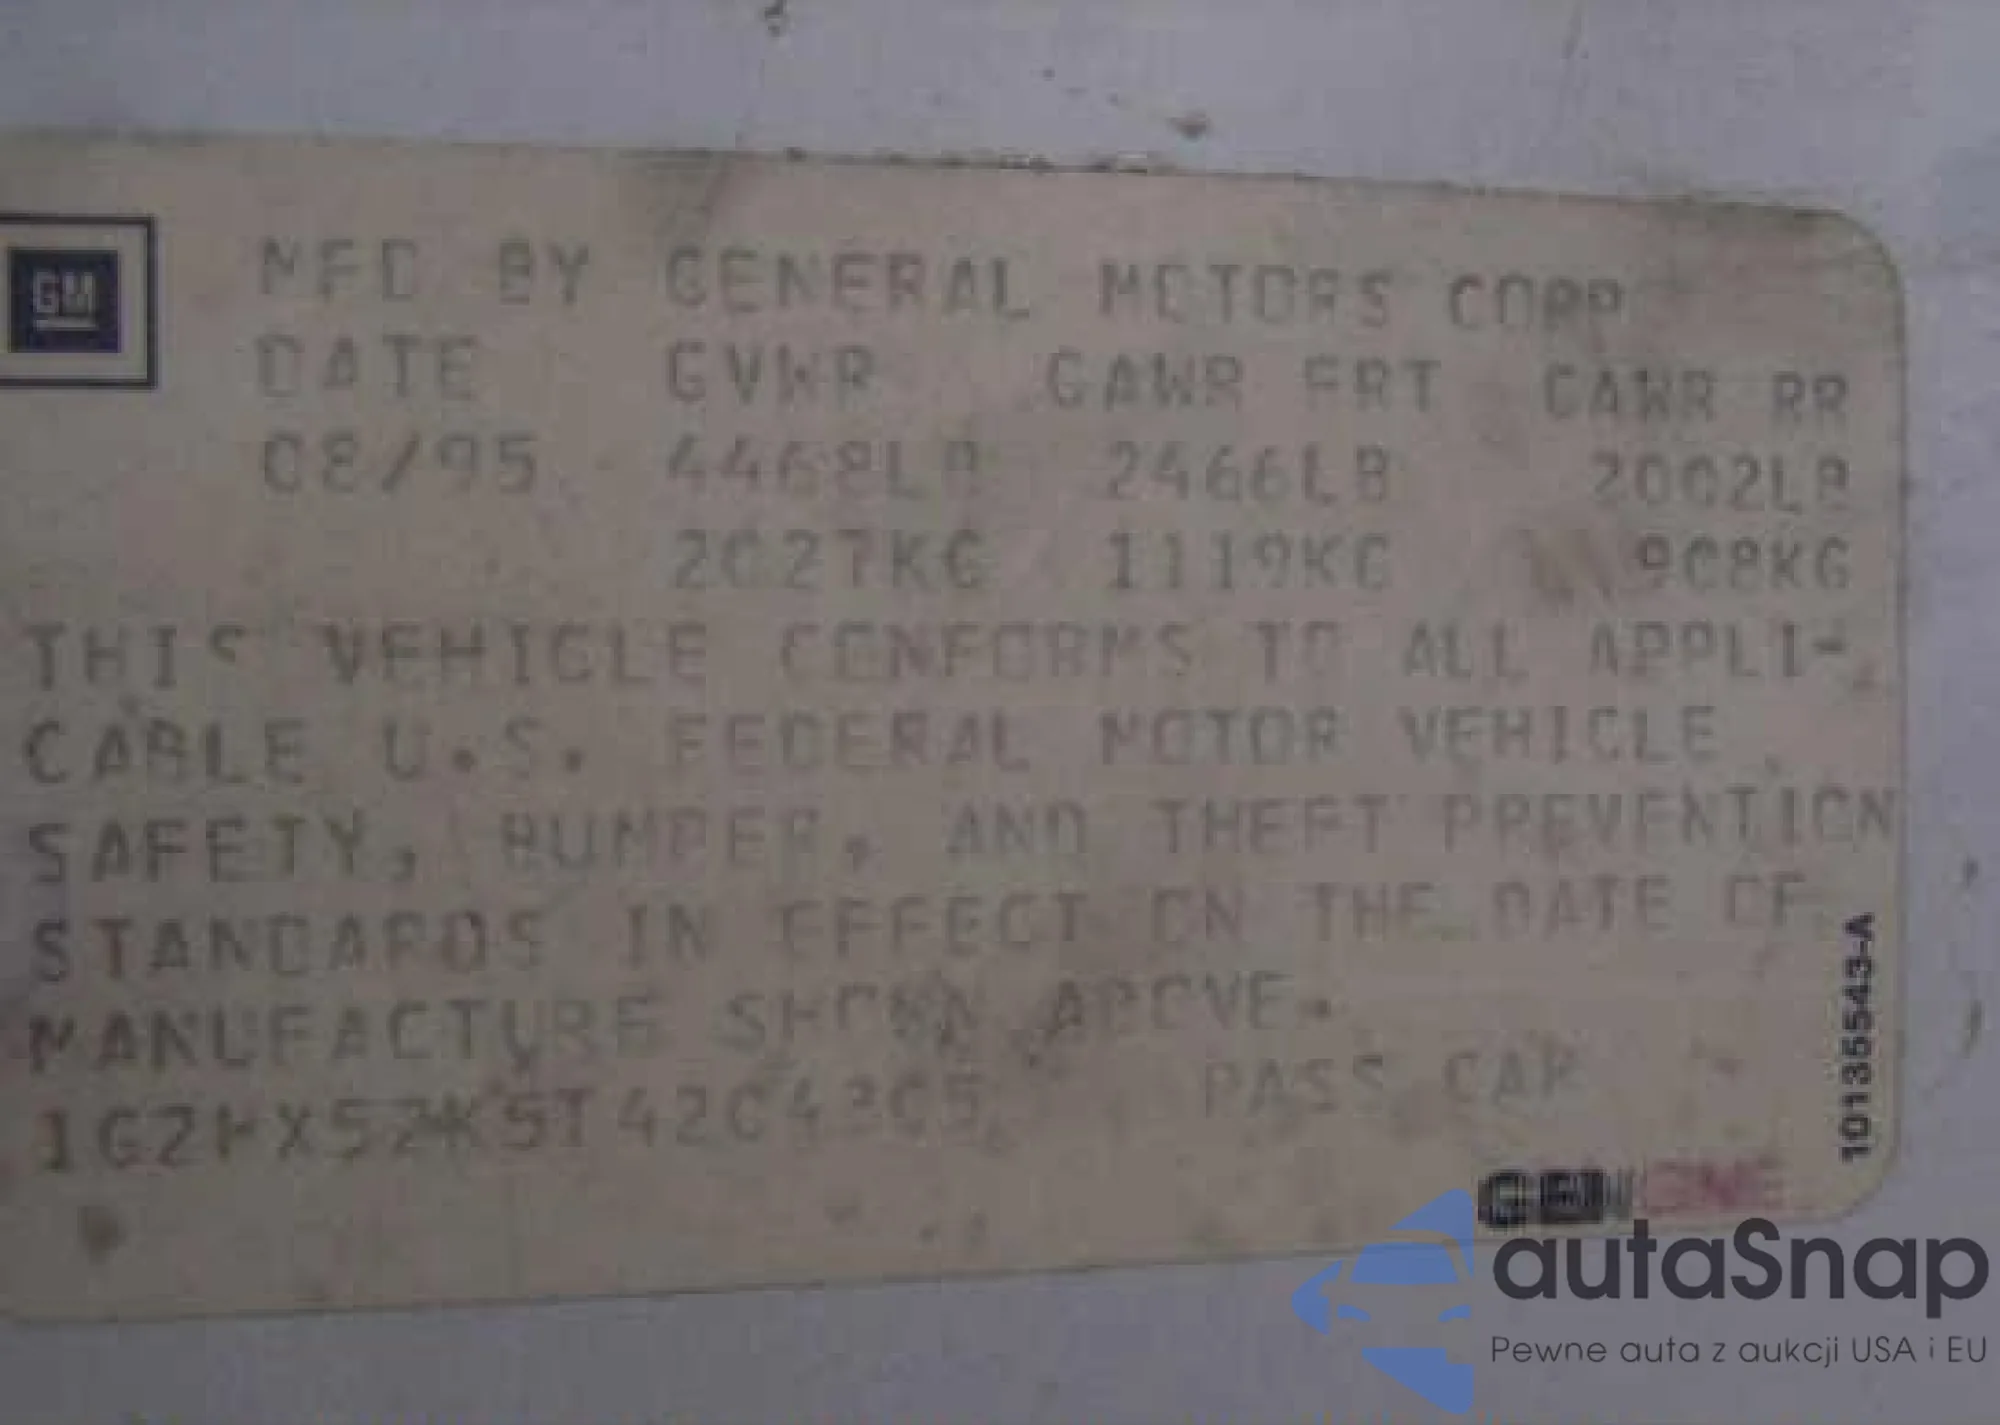 GM
MFD BY GENERAL MOTORS CORP
DATE GVWR GAWR FRT GAWR RR
08/95 4468LB 2466LB 2002LB
2027KG 1119KG 908KG
THIS VEHICLE CONFORMS TO ALL APPLI-
CABLE U.S. FEDERAL MOTOR VEHICLE
SAFETY, BUMPER, AND THEFT PREVENTION
STANDARDS IN EFFECT ON THE DATE OF
MANUFACTURE SHOWN ABOVE.
PASS CAR
10135543-A
autaSnap
Pewne auta z aukcji USA i EU